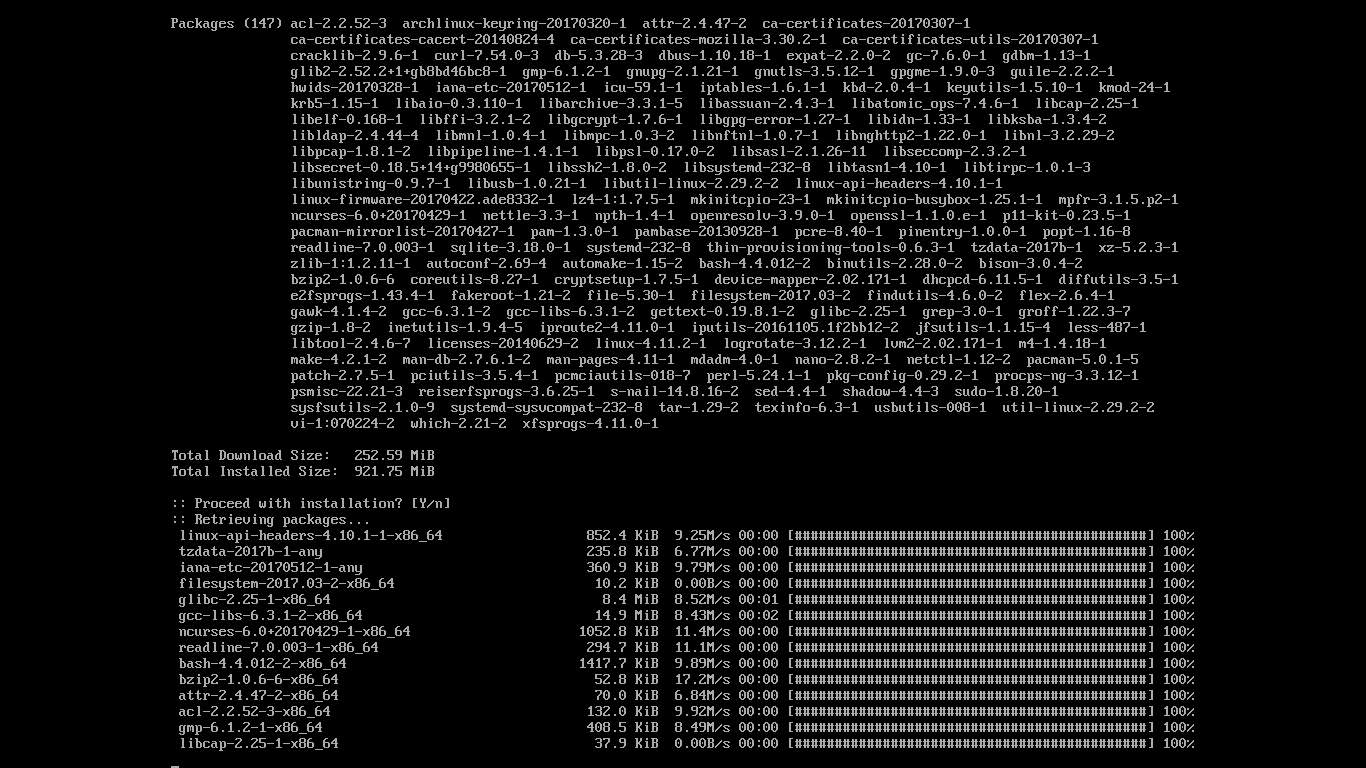 Packages (147) acl-2.2.52-3  archlinux-keyring-20170320-1  attr-2.4.47-2  ca-certificates-20170307-1
ca-certificates-cacert-20140824-4  ca-certificates-mozilla-3.30.2-1  ca-certificates-utils-20170307-1
cracklib-2.9.6-1  curl-7.54.0-3  db-5.3.28-3  dbus-1.10.18-1  expat-2.2.0-2  gc-7.6.0-1  gdbm-1.13-1
glib2-2.52.2+1+gb8bd46bc8-1  gmp-6.1.2-1  gnupg-2.1.21-1  gnutls-3.5.12-1  gpgme-1.9.0-3  guile-2.2.2-1
hwids-20170328-1  iana-etc-20170512-1  icu-59.1-1  iptables-1.6.1-1  kbd-2.0.4-1  keyutils-1.5.10-1  kmod-24-1
krb5-1.15-1  libaio-0.3.110-1  libarchive-3.3.1-5  libassuan-2.4.3-1  libatomic_ops-7.4.6-1  libcap-2.25-1
libelf-0.168-1  libffi-3.2.1-2  libgcrypt-1.7.6-1  libgpg-error-1.27-1  libidn-1.33-1  libksba-1.3.4-2
libldap-2.4.44-4  libmnl-1.0.4-1  libmpc-1.0.3-2  libnftnl-1.0.7-1  libnghttp2-1.22.0-1  libnl-3.2.29-2
libpcap-1.8.1-2  libpipeline-1.4.1-1  libpsl-0.17.0-2  libsasl-2.1.26-11  libseccomp-2.3.2-1
libsecret-0.18.5+14+g9980655-1  libssh2-1.8.0-2  libsystemd-232-8  libtasn1-4.10-1  libtirpc-1.0.1-3
libunistring-0.9.7-1  libusb-1.0.21-1  libutil-linux-2.29.2-2  linux-api-headers-4.10.1-1
linux-firmware-20170422.ade8332-1  lz4-1:1.7.5-1  mkinitcpio-23-1  mkinitcpio-busybox-1.25.1-1  mpfr-3.1.5.p2-1
ncurses-6.0+20170429-1  nettle-3.3-1  npth-1.4-1  openresolv-3.9.0-1  openssl-1.1.0.e-1  p11-kit-0.23.5-1
pacman-mirrorlist-20170427-1  pam-1.3.0-1  pambase-20130928-1  pcre-8.40-1  pinentry-1.0.0-1  popt-1.16-8
readline-7.0.003-1  sqlite-3.18.0-1  systemd-232-8  thin-provisioning-tools-0.6.3-1  tzdata-2017b-1  xz-5.2.3-1
zlib-1:1.2.11-1  autoconf-2.69-4  automake-1.15-2  bash-4.4.012-2  binutils-2.28.0-2  bison-3.0.4-2
bzip2-1.0.6-6  coreutils-8.27-1  cryptsetup-1.7.5-1  device-mapper-2.02.171-1  dhcpcd-6.11.5-1  diffutils-3.5-1
e2fsprogs-1.43.4-1  fakeroot-1.21-2  file-5.30-1  filesystem-2017.03-2  findutils-4.6.0-2  flex-2.6.4-1
gawk-4.1.4-2  gcc-6.3.1-2  gcc-libs-6.3.1-2  gettext-0.19.8.1-2  glibc-2.25-1  grep-3.0-1  groff-1.22.3-7
gzip-1.8-2  inetutils-1.9.4-5  iproute2-4.11.0-1  iputils-20161105.1f2bb12-2  jfsutils-1.1.15-4  less-487-1
libtool-2.4.6-7  licenses-20140629-2  linux-4.11.2-1  logrotate-3.12.2-1  lvm2-2.02.171-1  m4-1.4.18-1
make-4.2.1-2  man-db-2.7.6.1-2  man-pages-4.11-1  mdadm-4.0-1  nano-2.8.2-1  netctl-1.12-2  pacman-5.0.1-5
patch-2.7.5-1  pciutils-3.5.4-1  pcmciautils-018-7  perl-5.24.1-1  pkg-config-0.29.2-1  procps-ng-3.3.12-1
psmisc-22.21-3  reiserfsprogs-3.6.25-1  s-nail-14.8.16-2  sed-4.4-1  shadow-4.4-3  sudo-1.8.20-1
sysfsutils-2.1.0-9  systemd-sysvcompat-232-8  tar-1.29-2  texinfo-6.3-1  usbutils-008-1  util-linux-2.29.2-2
vi-1:070224-2  which-2.21-2  xfsprogs-4.11.0-1
Total Download Size:   252.59 MiB
Total Installed Size:  921.75 MiB
:: Proceed with installation? [Y/n]
:: Retrieving packages...
linux-api-headers-4.10.1-1-x86_64 852.4 KiB 9.25M/s 00:00 [############################################] 100%
tzdata-2017b-1-any 235.8 KiB 6.77M/s 00:00 [############################################] 100%
iana-etc-20170512-1-any 360.9 KiB 9.79M/s 00:00 [############################################] 100%
filesystem-2017.03-2-x86_64 10.2 KiB 0.00B/s 00:00 [############################################] 100%
glibc-2.25-1-x86_64 8.4 MiB 8.52M/s 00:01 [############################################] 100%
gcc-libs-6.3.1-2-x86_64 14.9 MiB 8.43M/s 00:02 [############################################] 100%
ncurses-6.0+20170429-1-x86_64 1052.8 KiB 11.4M/s 00:00 [############################################] 100%
readline-7.0.003-1-x86_64 294.7 KiB 11.1M/s 00:00 [############################################] 100%
bash-4.4.012-2-x86_64 1417.7 KiB 9.89M/s 00:00 [############################################] 100%
bzip2-1.0.6-6-x86_64 52.8 KiB 17.2M/s 00:00 [############################################] 100%
attr-2.4.47-2-x86_64 70.0 KiB 6.84M/s 00:00 [############################################] 100%
acl-2.2.52-3-x86_64 132.0 KiB 9.92M/s 00:00 [############################################] 100%
gmp-6.1.2-1-x86_64 408.5 KiB 8.49M/s 00:00 [############################################] 100%
libcap-2.25-1-x86_64 37.9 KiB 0.00B/s 00:00 [############################################] 100%